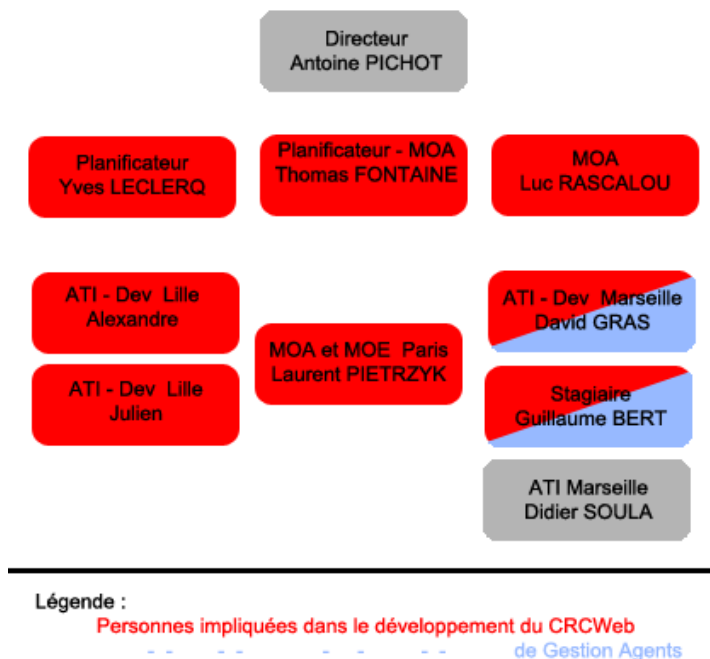 Directeur
Antoine PICHOT
Planificateur
Yves LECLERQ
Planificateur - MOA
Thomas FONTAINE
MOA
Luc RASCALOU
ATI - Dev Lille
Alexandre
ATI - Dev Lille
Julien
MOA et MOE Paris
Laurent PIETRZYK
ATI - Dev Marseille
David GRAS
Stagiaire
Guillaume BERT
ATI Marseille
Didier SOULA
Légende :
Personnes impliquées dans le développement du CRCWeb
- - - - - - - - de Gestion Agents